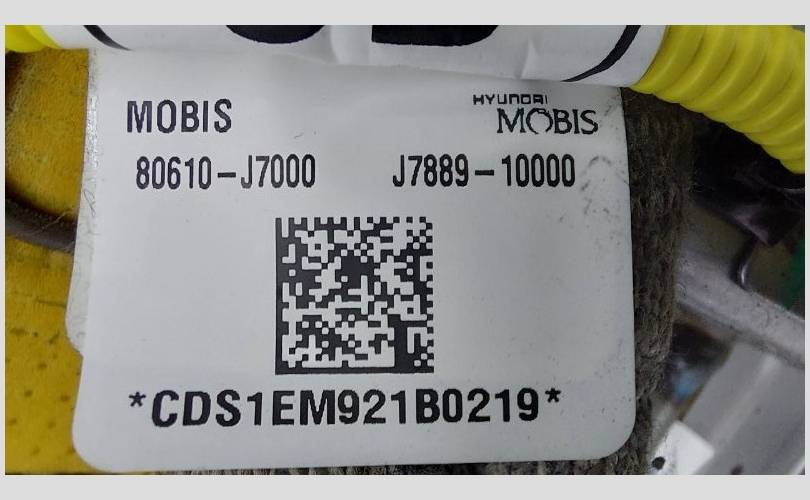 MOBIS
HYUNDAI
MOBIS
80610-J7000
J7889-10000
*CDS1EM921B0219*